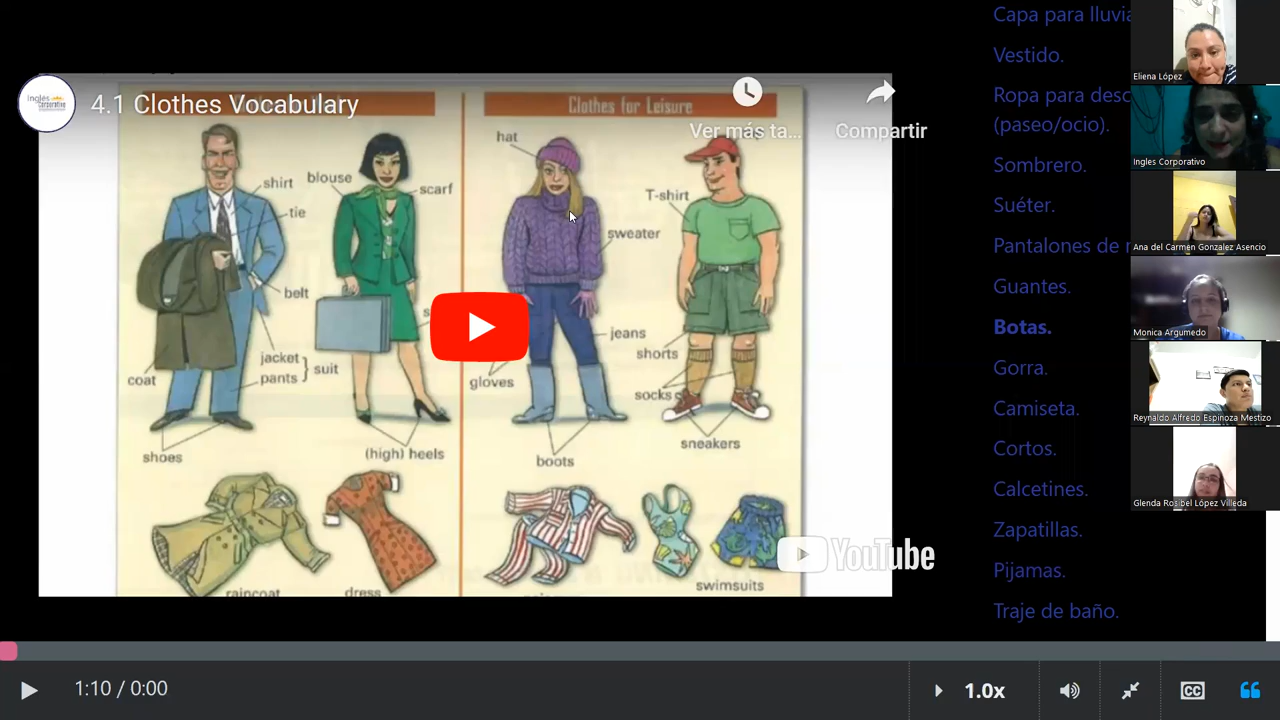 4.1 Clothes Vocabulary
Clothes for Leisure
Ver más ta...
Compartir
Inglés
Corporativo
shirt
tie
belt
jacket
pants
suit
coat
shoes
blouse
scarf
(high) heels
raincoat
dress
hat
sweater
jeans
gloves
boots
T-shirt
shorts
socks
sneakers
swimsuits
YouTube
Capa para lluvia
Vestido.
Ropa para desc
(paseo/ocio).
Sombrero.
Suéter.
Pantalones de
Guantes.
Botas.
Gorra.
Camiseta.
Cortos.
Calcetines.
Zapatillas.
Pijamas.
Traje de baño.
Eliena López
Ingles Corporativo
Ana del Carmen Gonzalez Asencio
Monica Argumedo
Reynaldo Alfredo Espinoza Mestizo
Glenda Rosibel López Villeda
1:10 / 0:00
1.0x
CC